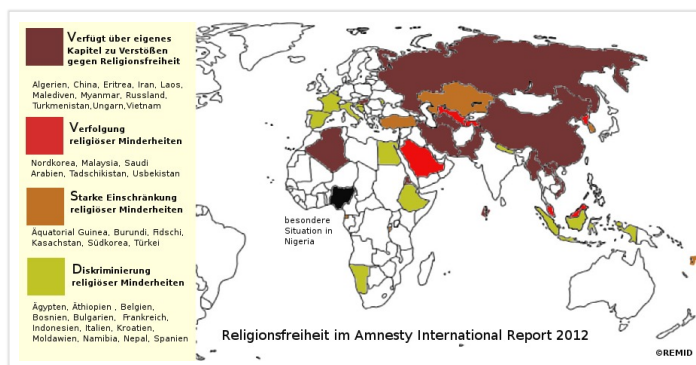 Verfügt über eigenes
Kapitel zu Verstößen
gegen Religionsfreiheit
Algerien, China, Eritrea, Iran, Laos,
Malediven, Myanmar, Russland,
Turkmenistan,Ungarn,Vietnam
Verfolgung
religiöser Minderheiten
Nordkorea, Malaysia, Saudi
Arabien, Tadschikistan, Usbekistan
Starke Einschränkung
religiöser Minderheiten
Äquatorial Guinea, Burundi, Fidschi,
Kasachstan, Südkorea, Türkei
Diskriminierung
religiöser Minderheiten
Ägypten, Äthiopien , Belgien,
Bosnien, Bulgarien, Frankreich,
Indonesien, Italien, Kroatien,
Moldawien, Namibia, Nepal, Spanien
besondere
Situation in
Nigeria
Religionsfreiheit im Amnesty International Report 2012
©REMID